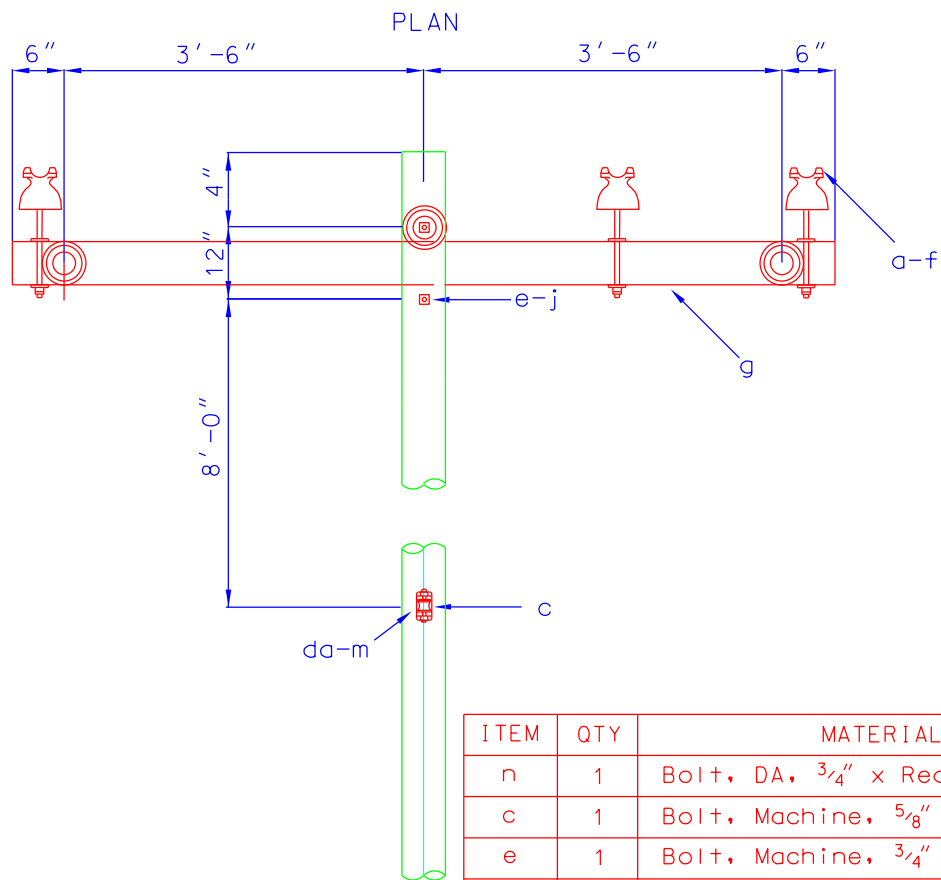 PLAN
6"
3'-6"
3'-6"
6"
4"
12"
a-f
e-j
g
8'-0"
c
da-m
ITEM QTY MATERIAL
n 1 Bolt, DA, 3/4" x
c 1 Bolt, Machine, 5/8"
e 1 Bolt, Machine, 3/4"